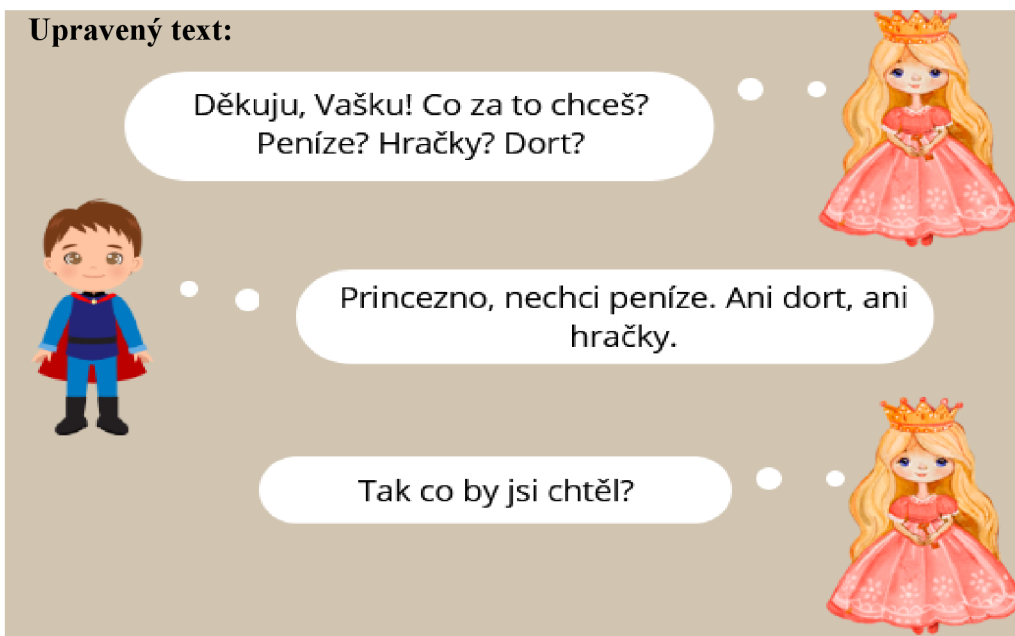 Upravený text:
Děkuju, Vašku! Co za to chceš?
Peníze? Hračky? Dort?
Princezno, nechci peníze. Ani dort, ani
hračky.
Tak co by jsi chtěl?